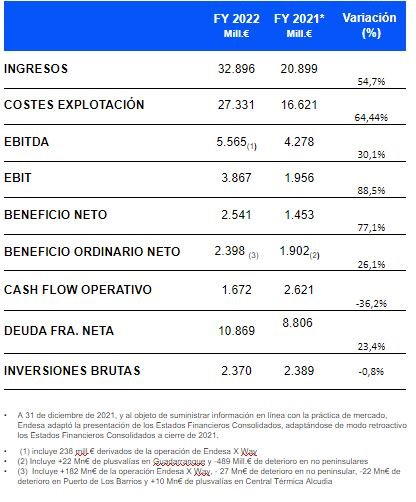 FY 2022 FY 2021* Variación
Mill.€ Mill.€ (%)
INGRESOS 32.896 20.899 54,7%
COSTES EXPLOTACIÓN 27.331 16.621 64,44%
EBITDA 5.565(1) 4.278 30,1%
EBIT 3.867 1.956 88,5%
BENEFICIO NETO 2.541 1.453 77,1%
BENEFICIO ORDINARIO NETO 2.398 (3) 1.902(2) 26,1%
CASH FLOW OPERATIVO 1.672 2.621 -36,2%
DEUDA FRA. NETA 10.869 8.806 23,4%
INVERSIONES BRUTAS 2.370 2.389 -0,8%
• A 31 de diciembre de 2021, y al objeto de suministrar información en línea con la práctica de mercado,
Endesa adaptó la presentación de los Estados Financieros Consolidados, adaptándose de modo retroactivo
los Estados Financieros Consolidados a cierre de 2021.
• (1) incluye 238 mill.€ derivados de la operación de Endesa X Way
• (2) Incluye +22 Mn€ de plusvalías en Guadarranque y -489 Mill.€ de deterioro en no peninsulares
• (3) Incluye +182 Mn€ de la operación Endesa X Way, - 27 Mn€ de deterioro en no peninsular, -22 Mn€ de
deterioro en Puerto de Los Barrios y +10 Mn€ de plusvalías en Central Térmica Alcudia